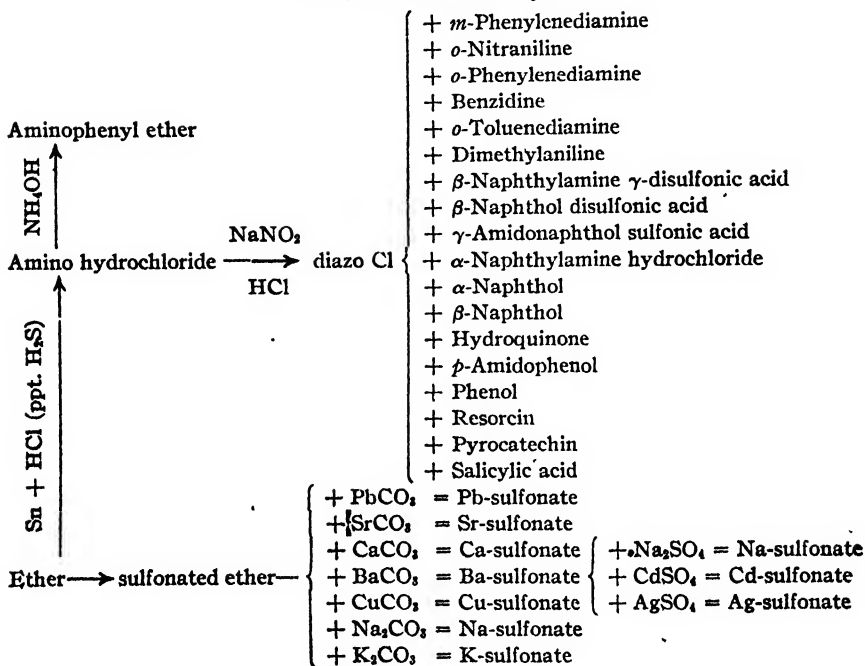 + m-Phenylenediamine
+ o-Nitraniline
+ o-Phenylenediamine
+ Benzidine
Aminophenyl ether
+ o-Toluenediamine
+ Dimethylaniline
NH₄OH
+ β-Naphthylamine γ-disulfonic acid
+ β-Naphthol disulfonic acid
NaNO₂
+ γ-Amidonaphthol sulfonic acid
Amino hydrochloride ⟶ diazo Cl
HCl
+ α-Naphthylamine hydrochloride
+ α-Naphthol
+ β-Naphthol
+ Hydroquinone
+ p-Amidophenol
+ Phenol
+ Resorcin
+ Pyrocatechin
+ Salicylic acid
Sn + HCl (ppt. H₂S)
+ PbCO₃ = Pb-sulfonate
+ SrCO₃ = Sr-sulfonate
+ CaCO₃ = Ca-sulfonate
+ Na₂SO₄ = Na-sulfonate
Ether ⟶ sulfonated ether
+ BaCO₃ = Ba-sulfonate
+ CdSO₄ = Cd-sulfonate
+ CuCO₃ = Cu-sulfonate
+ AgSO₄ = Ag-sulfonate
+ Na₂CO₃ = Na-sulfonate
+ K₂CO₃ = K-sulfonate